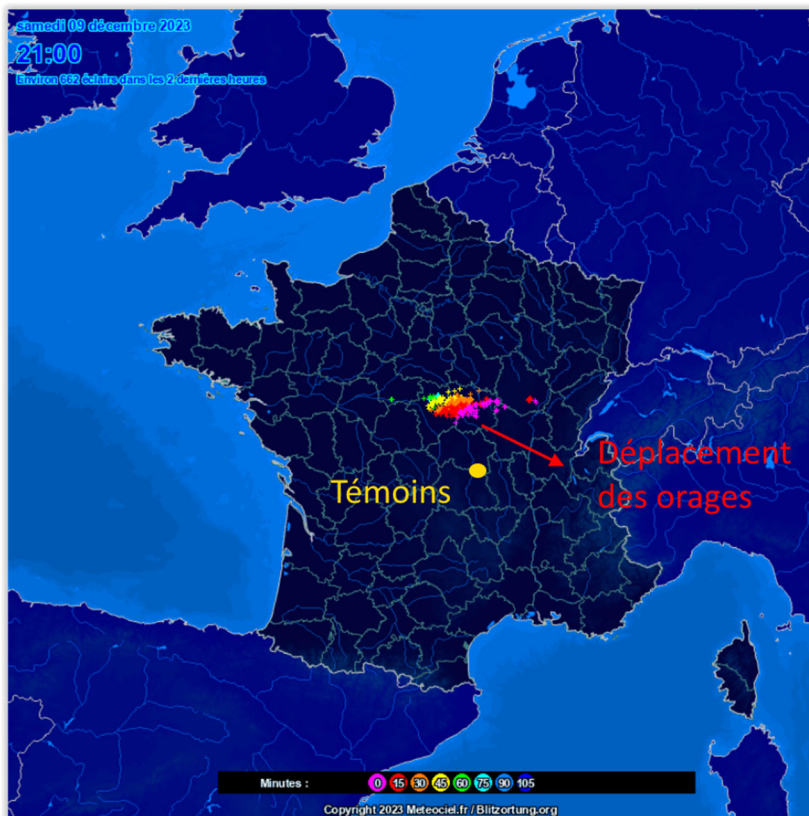 samedi 09 décembre 2023
21:00
Environ 662 éclairs dans les 2 dernières heures
Témoins
Déplacement
des orages
Minutes : 0 15 30 45 60 75 90 105
Copyright 2023 Meteociel.fr / Blitzortung.org